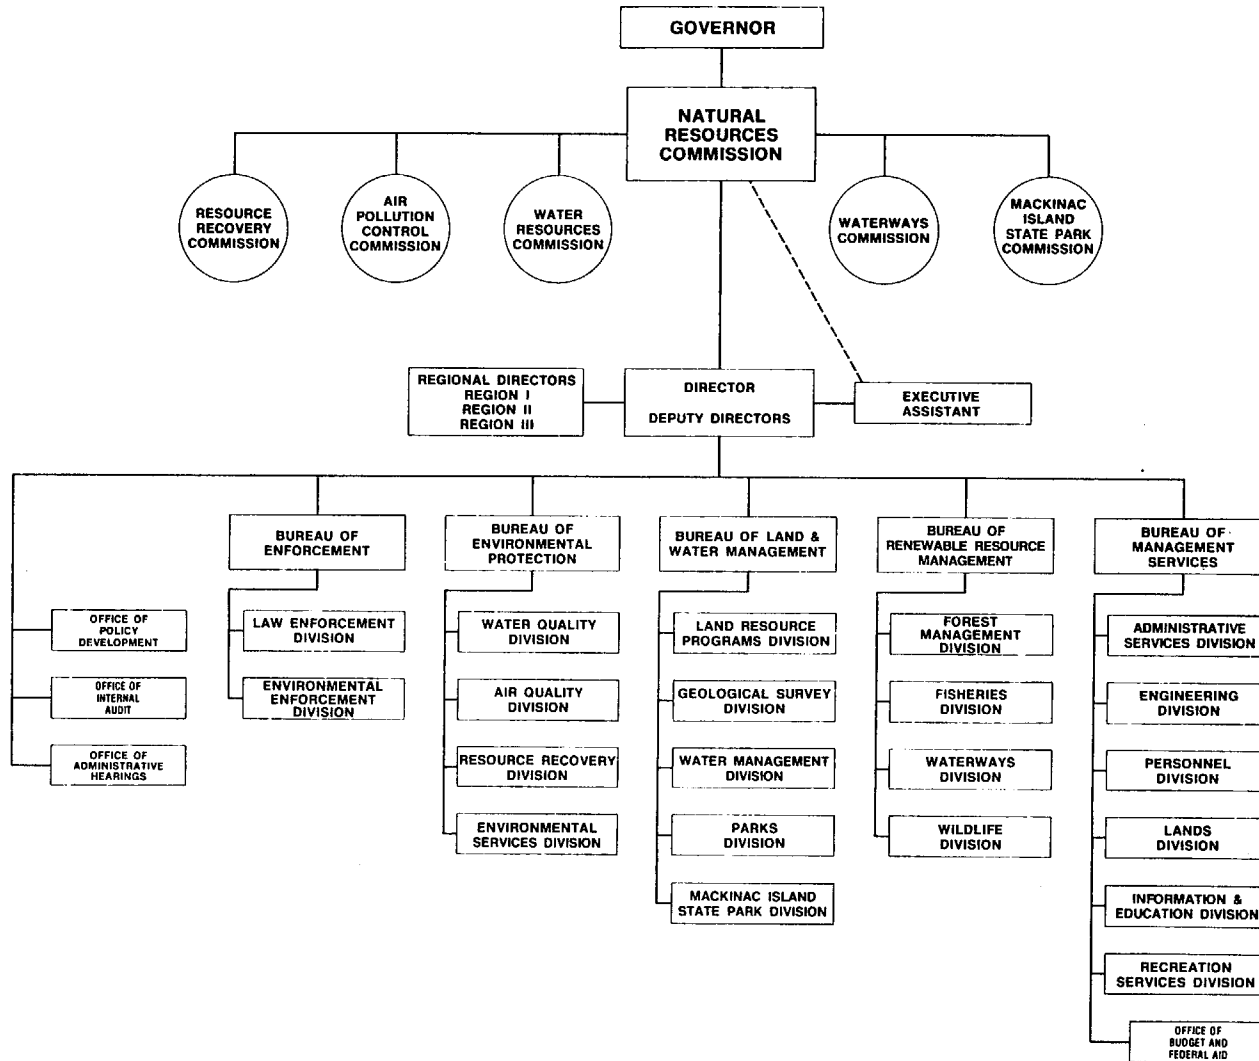 GOVERNOR
NATURAL
RESOURCES
COMMISSION
RESOURCE
RECOVERY
COMMISSION
AIR
POLLUTION
CONTROL
COMMISSION
WATER
RESOURCES
COMMISSION
WATERWAYS
COMMISSION
MACKINAC
ISLAND
STATE PARK
COMMISSION
REGIONAL DIRECTORS
REGION I
REGION II
REGION III
DIRECTOR
DEPUTY DIRECTORS
EXECUTIVE
ASSISTANT
OFFICE OF
POLICY
DEVELOPMENT
OFFICE OF
INTERNAL
AUDIT
OFFICE OF
ADMINISTRATIVE
HEARINGS
BUREAU OF
ENFORCEMENT
LAW ENFORCEMENT
DIVISION
ENVIRONMENTAL
ENFORCEMENT
DIVISION
BUREAU OF
ENVIRONMENTAL
PROTECTION
WATER QUALITY
DIVISION
AIR QUALITY
DIVISION
RESOURCE RECOVERY
DIVISION
ENVIRONMENTAL
SERVICES DIVISION
BUREAU OF LAND &
WATER MANAGEMENT
LAND RESOURCE
PROGRAMS DIVISION
GEOLOGICAL SURVEY
DIVISION
WATER MANAGEMENT
DIVISION
PARKS
DIVISION
MACKINAC ISLAND
STATE PARK DIVISION
BUREAU OF
RENEWABLE RESOURCE
MANAGEMENT
FOREST
MANAGEMENT
DIVISION
FISHERIES
DIVISION
WATERWAYS
DIVISION
WILDLIFE
DIVISION
BUREAU OF
MANAGEMENT
SERVICES
ADMINISTRATIVE
SERVICES DIVISION
ENGINEERING
DIVISION
PERSONNEL
DIVISION
LANDS
DIVISION
INFORMATION &
EDUCATION DIVISION
RECREATION
SERVICES DIVISION
OFFICE OF
BUDGET AND
FEDERAL AID